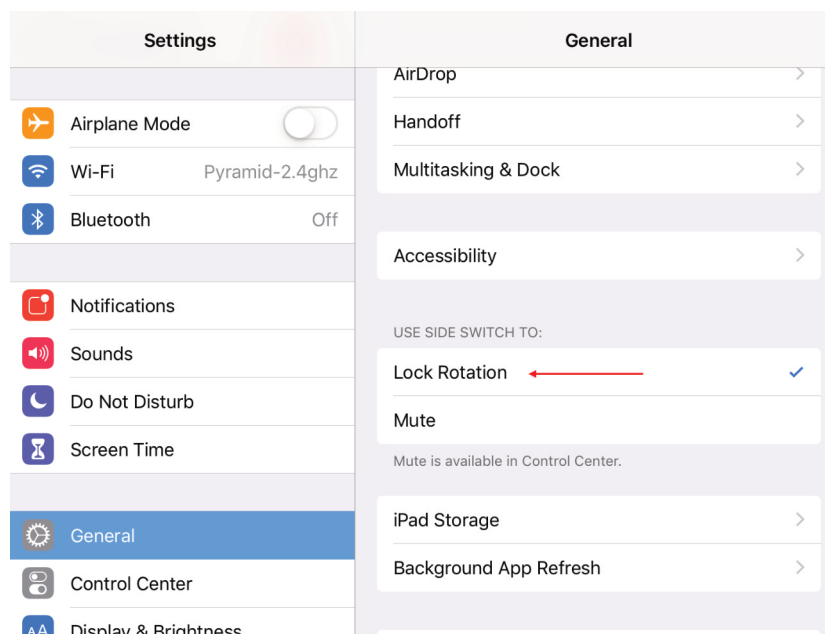 Settings
Airplane Mode
Wi-Fi Pyramid-2.4ghz
Bluetooth Off
Notifications
Sounds
Do Not Disturb
Screen Time
General
Control Center
AA Display & Brightness
General
AirDrop
Handoff
Multitasking & Dock
Accessibility
USE SIDE SWITCH TO:
Lock Rotation
Mute
Mute is available in Control Center.
iPad Storage
Background App Refresh